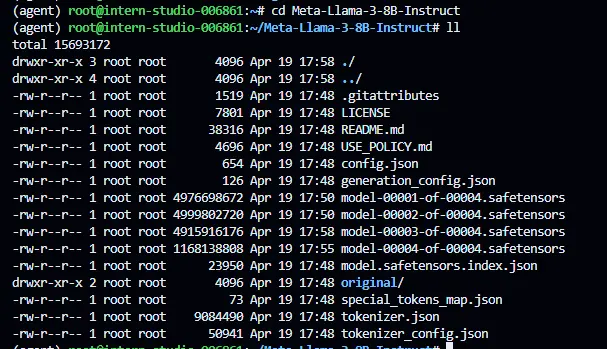 (agent) root@intern-studio-006861:~# cd Meta-Llama-3-8B-Instruct
(agent) root@intern-studio-006861:~/Meta-Llama-3-8B-Instruct# ll
total 15693172
drwxr-xr-x 3 root root       4096 Apr 19 17:58 ./
drwxr-xr-x 4 root root       4096 Apr 19 17:58 ../
-rw-r--r-- 1 root root       1519 Apr 19 17:48 .gitattributes
-rw-r--r-- 1 root root       7801 Apr 19 17:48 LICENSE
-rw-r--r-- 1 root root      38316 Apr 19 17:48 README.md
-rw-r--r-- 1 root root       4696 Apr 19 17:48 USE_POLICY.md
-rw-r--r-- 1 root root        654 Apr 19 17:48 config.json
-rw-r--r-- 1 root root        126 Apr 19 17:48 generation_config.json
-rw-r--r-- 1 root root 4976698672 Apr 19 17:50 model-00001-of-00004.safetensors
-rw-r--r-- 1 root root 4999802720 Apr 19 17:50 model-00002-of-00004.safetensors
-rw-r--r-- 1 root root 4915916176 Apr 19 17:58 model-00003-of-00004.safetensors
-rw-r--r-- 1 root root 1168138808 Apr 19 17:55 model-00004-of-00004.safetensors
-rw-r--r-- 1 root root      23950 Apr 19 17:48 model.safetensors.index.json
drwxr-xr-x 2 root root       4096 Apr 19 17:48 original/
-rw-r--r-- 1 root root         73 Apr 19 17:48 special_tokens_map.json
-rw-r--r-- 1 root root    9084490 Apr 19 17:48 tokenizer.json
-rw-r--r-- 1 root root      50941 Apr 19 17:48 tokenizer_config.json
(agent) root@intern-studio-006861:~/Meta-Llama-3-8B-Instruct#